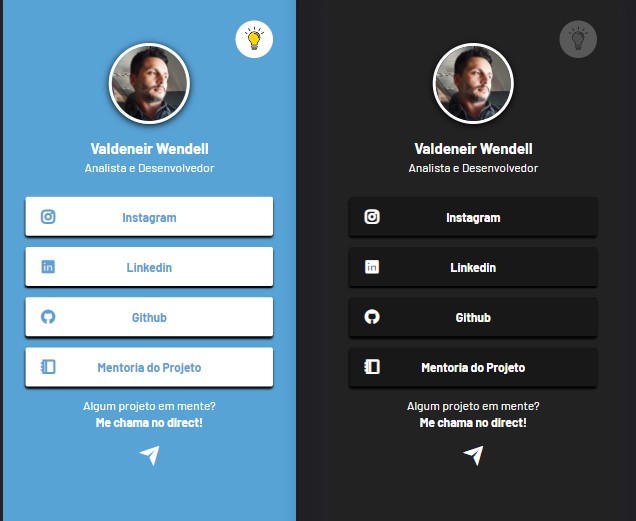 Valdeneir Wendell
Analista e Desenvolvedor
Instagram
Linkedin
Github
Mentoria do Projeto
Algum projeto em mente?
Me chama no direct!
Valdeneir Wendell
Analista e Desenvolvedor
Instagram
Linkedin
Github
Mentoria do Projeto
Algum projeto em mente?
Me chama no direct!